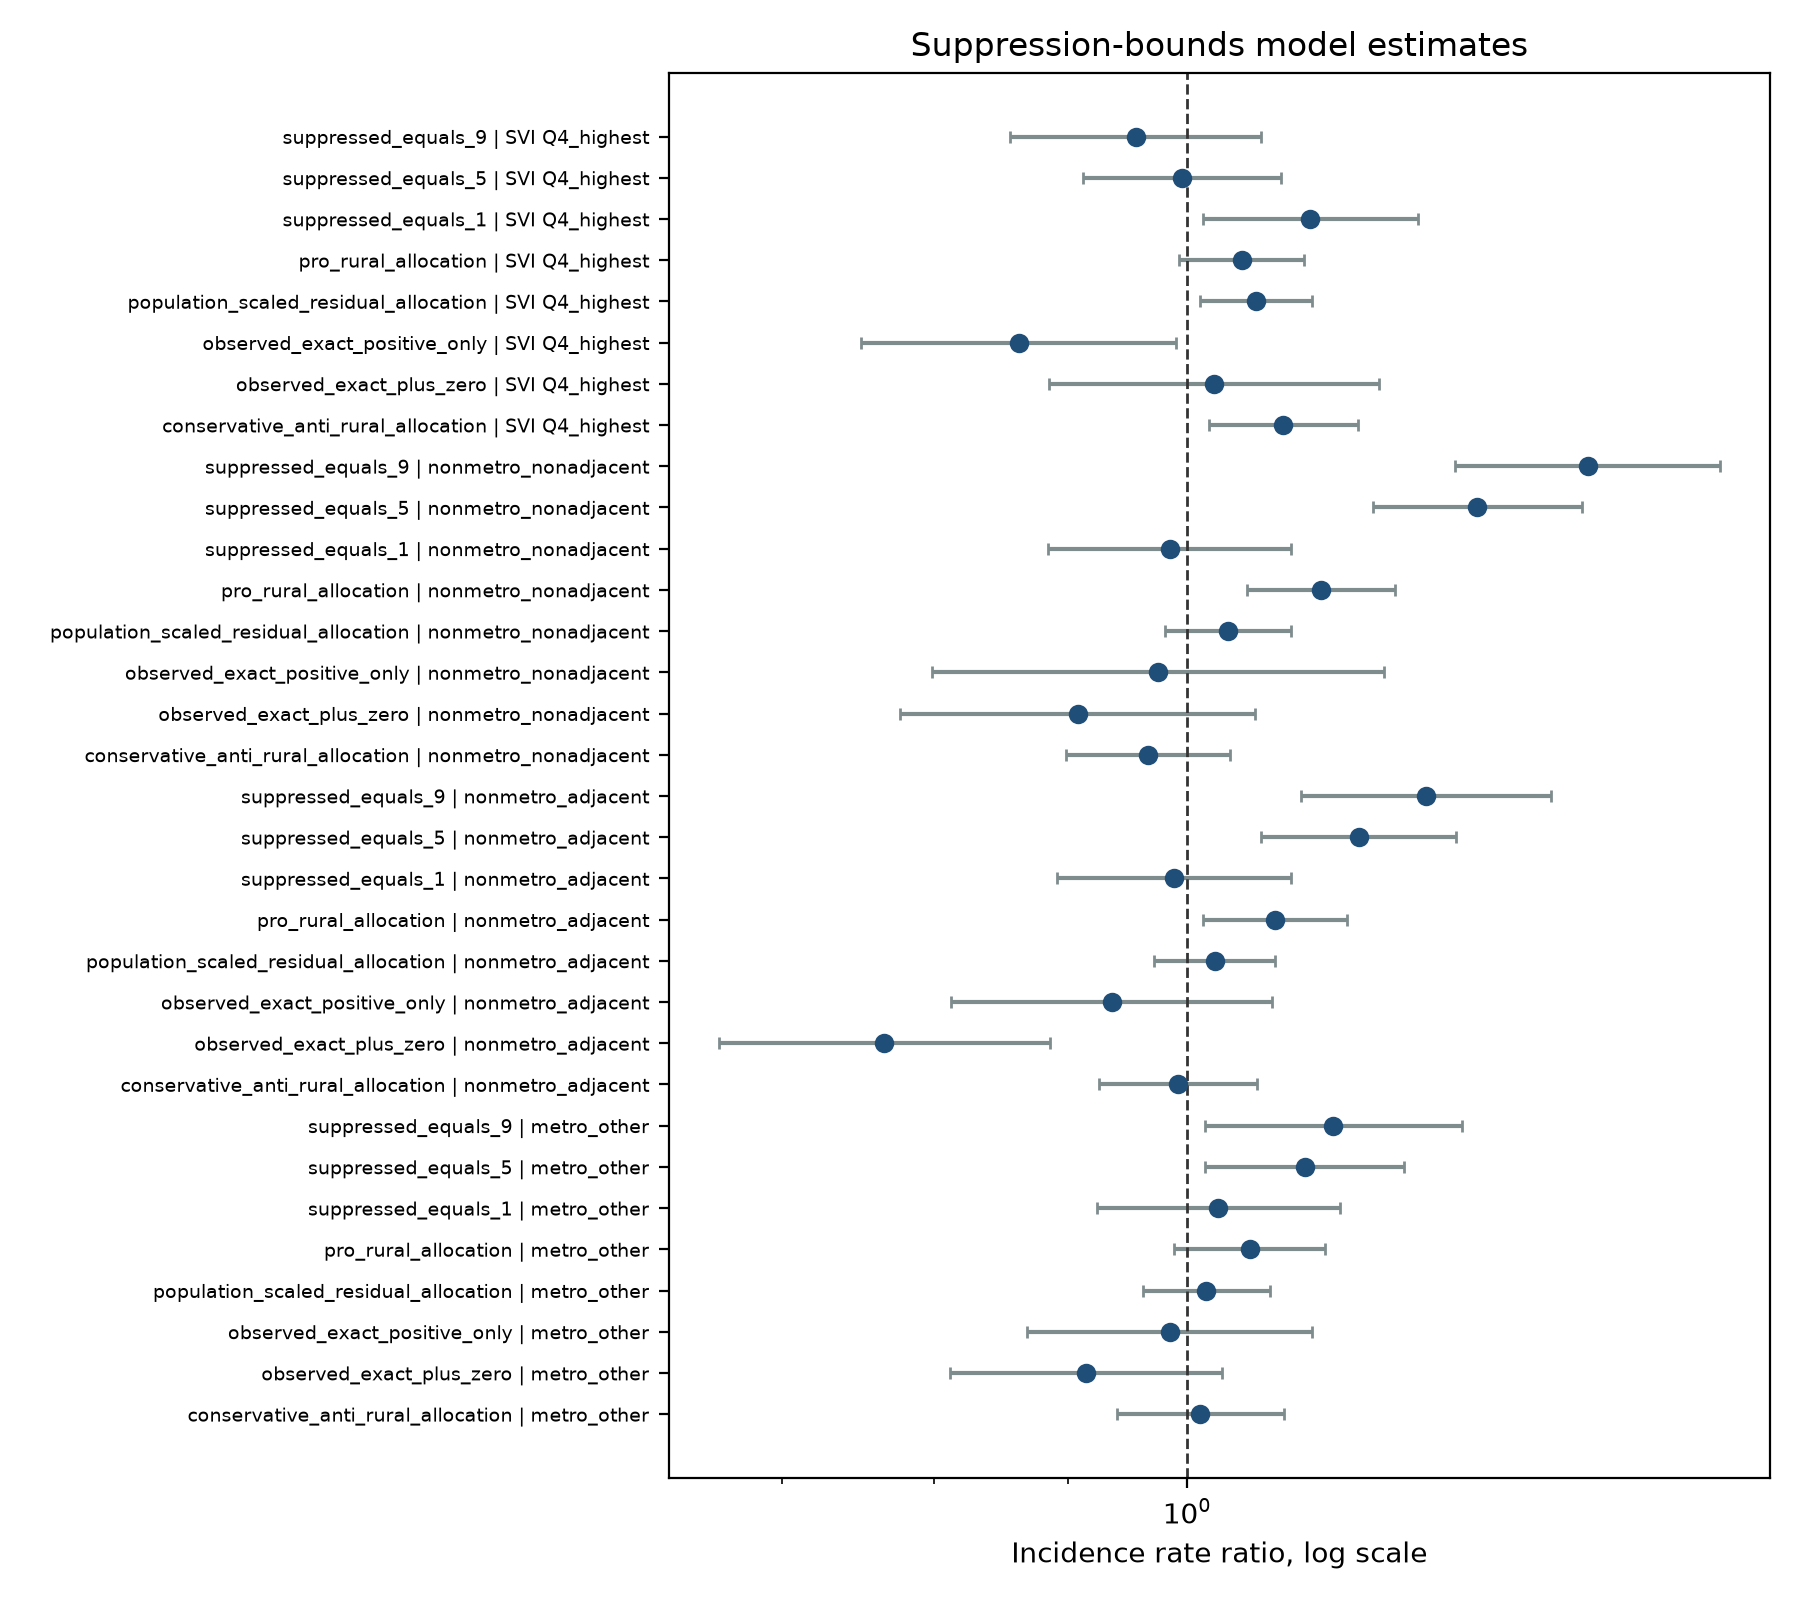 Suppression-bounds model estimates
suppressed_equals_9 | SVI Q4_highest
suppressed_equals_5 | SVI Q4_highest
suppressed_equals_1 | SVI Q4_highest
pro_rural_allocation | SVI Q4_highest
population_scaled_residual_allocation | SVI Q4_highest
observed_exact_positive_only | SVI Q4_highest
observed_exact_plus_zero | SVI Q4_highest
conservative_anti_rural_allocation | SVI Q4_highest
suppressed_equals_9 | nonmetro_nonadjacent
suppressed_equals_5 | nonmetro_nonadjacent
suppressed_equals_1 | nonmetro_nonadjacent
pro_rural_allocation | nonmetro_nonadjacent
population_scaled_residual_allocation | nonmetro_nonadjacent
observed_exact_positive_only | nonmetro_nonadjacent
observed_exact_plus_zero | nonmetro_nonadjacent
conservative_anti_rural_allocation | nonmetro_nonadjacent
suppressed_equals_9 | nonmetro_adjacent
suppressed_equals_5 | nonmetro_adjacent
suppressed_equals_1 | nonmetro_adjacent
pro_rural_allocation | nonmetro_adjacent
population_scaled_residual_allocation | nonmetro_adjacent
observed_exact_positive_only | nonmetro_adjacent
observed_exact_plus_zero | nonmetro_adjacent
conservative_anti_rural_allocation | nonmetro_adjacent
suppressed_equals_9 | metro_other
suppressed_equals_5 | metro_other
suppressed_equals_1 | metro_other
pro_rural_allocation | metro_other
population_scaled_residual_allocation | metro_other
observed_exact_positive_only | metro_other
observed_exact_plus_zero | metro_other
conservative_anti_rural_allocation | metro_other
10⁰
Incidence rate ratio, log scale